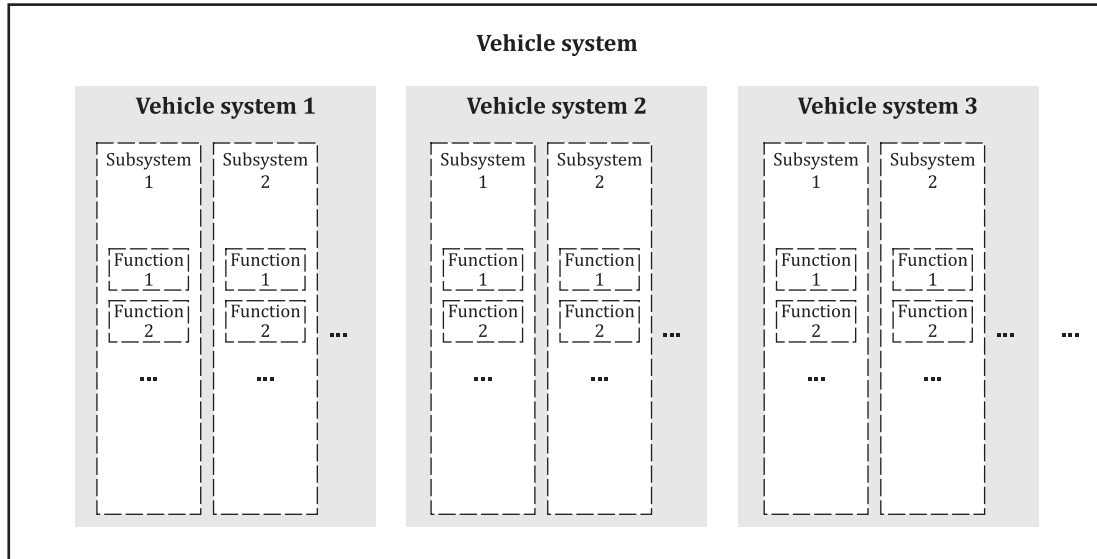 Vehicle system
Vehicle system 1
Subsystem
1
Function
1
Function
2
...
Subsystem
2
Function
1
Function
2
...
...
Vehicle system 2
Subsystem
1
Function
1
Function
2
...
Subsystem
2
Function
1
Function
2
...
...
Vehicle system 3
Subsystem
1
Function
1
Function
2
...
Subsystem
2
Function
1
Function
2
...
...
...